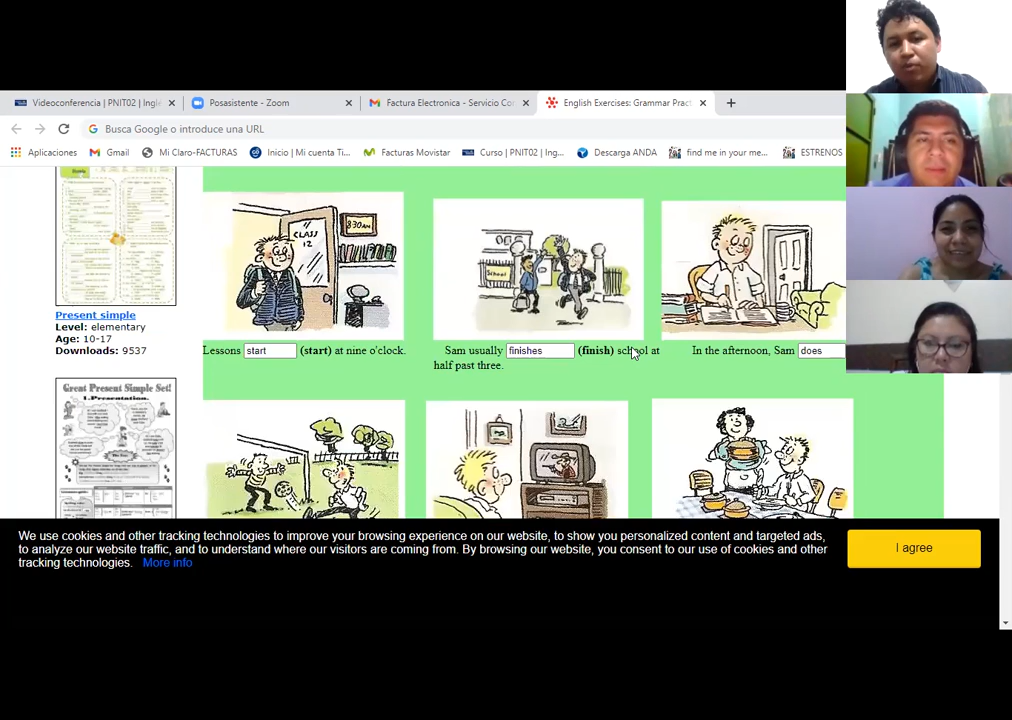 Videoconferencia | PNIT02 | Ingl
Posasistente - Zoom
Factura Electronica - Servicio Co
English Exercises: Grammar Pract
Busca Google o introduce una URL
Aplicaciones
Gmail
Mi Claro-FACTURAS
Inicio | Mi cuenta Ti...
Facturas Movistar
Curso | PNIT02 | Ing...
Descarga ANDA
find me in your me...
ESTRENOS
CLASS
12
8:30AM
School
Present simple
Level: elementary
Age: 10-17
Downloads: 9537
Lessons start (start) at nine o'clock.
Sam usually finishes (finish) school at
half past three.
In the afternoon, Sam does
Great Present Simple Set!
1.Presentation.
We use cookies and other tracking technologies to improve your browsing experience on our website, to show you personalized content and targeted ads,
to analyze our website traffic, and to understand where our visitors are coming from. By browsing our website, you consent to our use of cookies and other
tracking technologies. More info
I agree